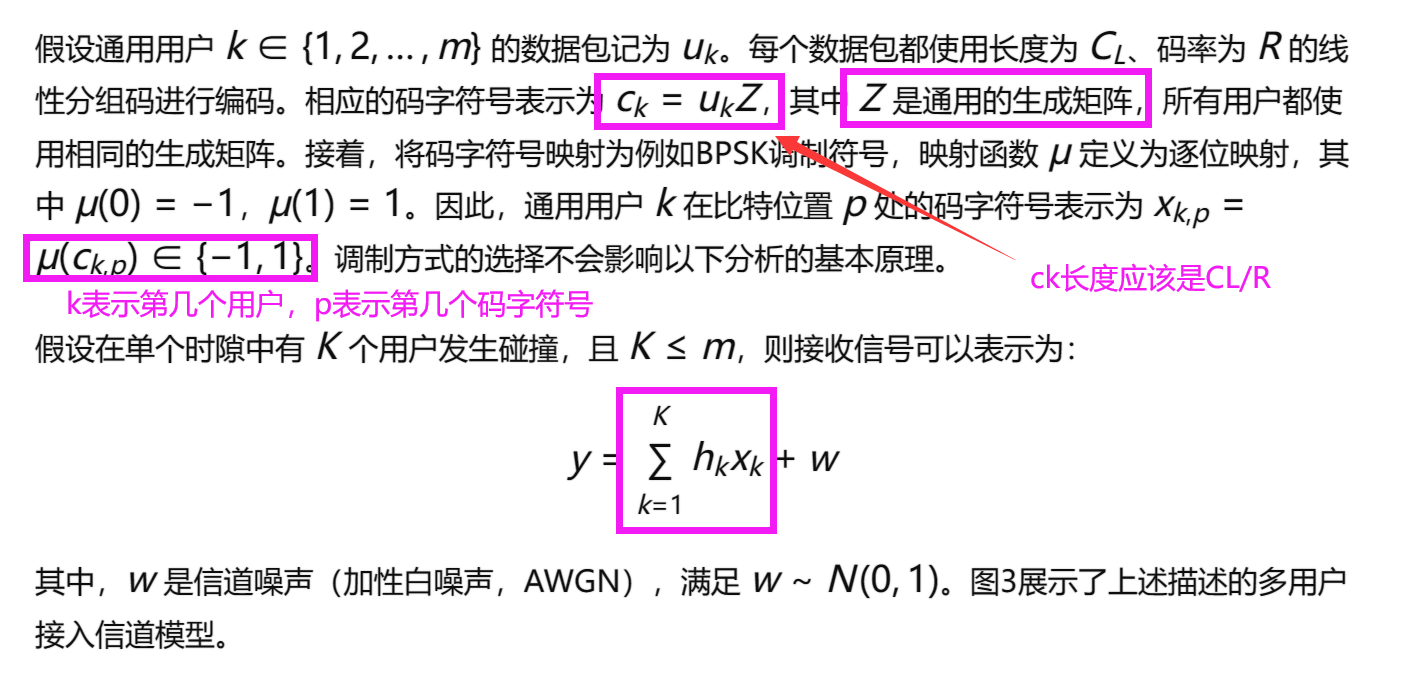 假设通用用户 k ∈ {1, 2, … , m} 的数据包记为 u_k。每个数据包都使用长度为 C_L、码率为 R 的线
性分组码进行编码。相应的码字符号表示为 c_k = u_kZ，其中 Z 是通用的生成矩阵，所有用户都使
用相同的生成矩阵。接着，将码字符号映射为例如BPSK调制符号，映射函数 μ 定义为逐位映射，其
中 μ(0) = −1，μ(1) = 1。因此，通用用户 k 在比特位置 p 处的码字符号表示为 x_{k,p} =
μ(c_{k,p}) ∈ {−1, 1}。调制方式的选择不会影响以下分析的基本原理。
ck长度应该是CL/R
k表示第几个用户，p表示第几个码字符号
假设在单个时隙中有 K 个用户发生碰撞，且 K ≤ m，则接收信号可以表示为：
y = ∑_{k=1}^{K} h_kx_k + w
其中，w 是信道噪声（加性白噪声，AWGN），满足 w ~ N(0, 1)。图3展示了上述描述的多用户
接入信道模型。